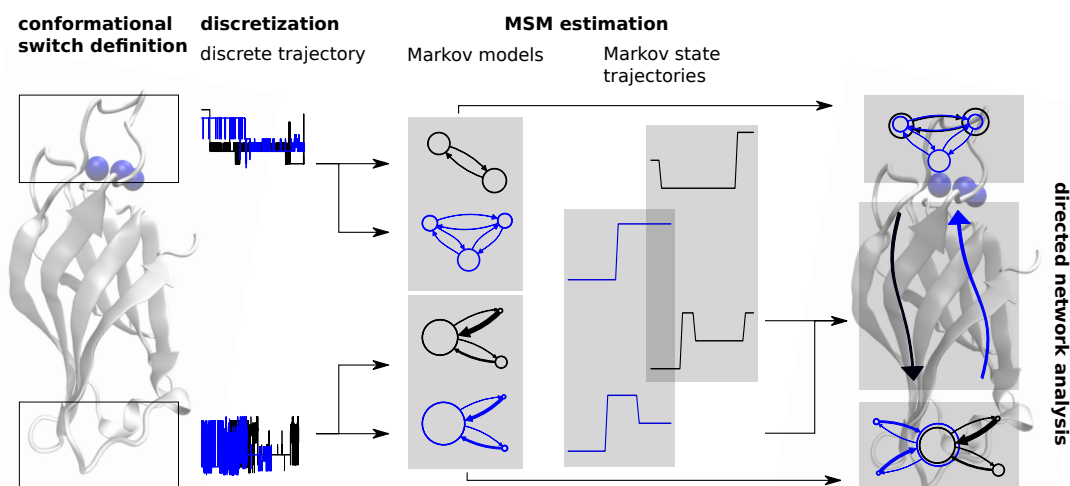 conformational
switch definition
discretization
discrete trajectory
MSM estimation
Markov models
Markov state
trajectories
directed network analysis